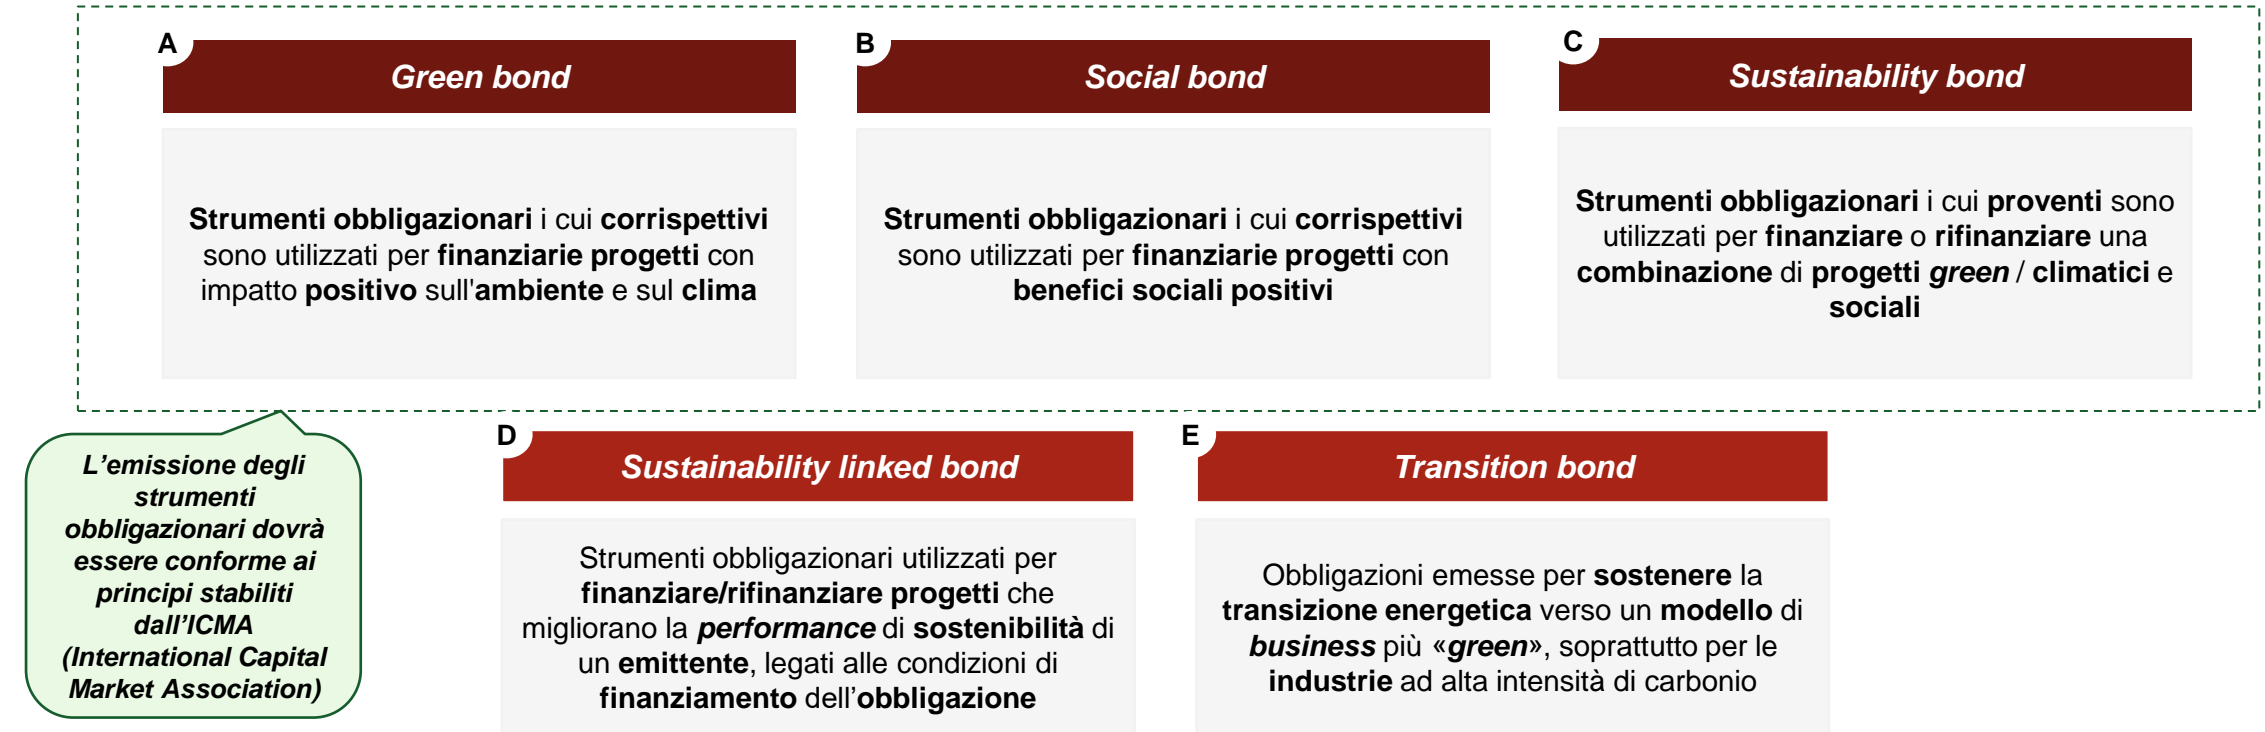 A
Green bond
Strumenti obbligazionari i cui corrispettivi
sono utilizzati per finanziarie progetti con
impatto positivo sull'ambiente e sul clima
B
Social bond
Strumenti obbligazionari i cui corrispettivi
sono utilizzati per finanziarie progetti con
benefici sociali positivi
C
Sustainability bond
Strumenti obbligazionari i cui proventi sono
utilizzati per finanziare o rifinanziare una
combinazione di progetti green / climatici e
sociali
L’emissione degli
strumenti
obbligazionari dovrà
essere conforme ai
principi stabiliti
dall’ICMA
(International Capital
Market Association)
D
Sustainability linked bond
Strumenti obbligazionari utilizzati per
finanziare/rifinanziare progetti che
migliorano la performance di sostenibilità di
un emittente, legati alle condizioni di
finanziamento dell’obbligazione
E
Transition bond
Obbligazioni emesse per sostenere la
transizione energetica verso un modello di
business più «green», soprattutto per le
industrie ad alta intensità di carbonio